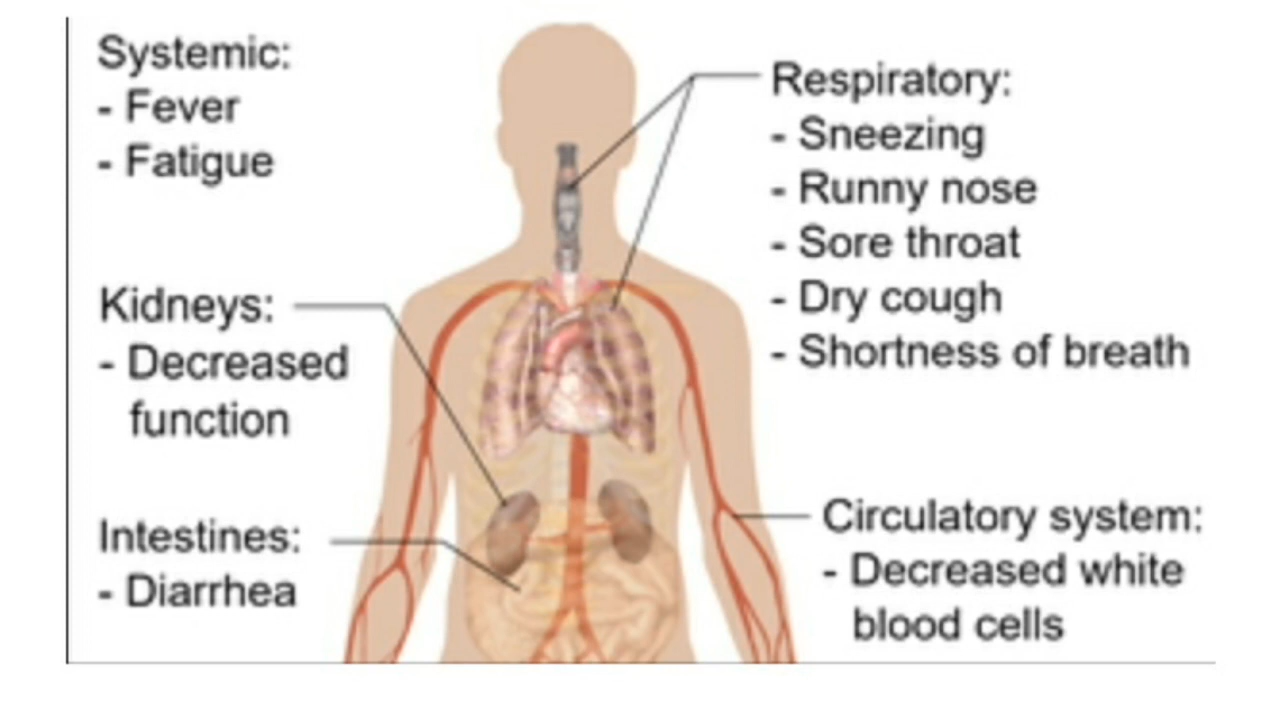 Systemic:
- Fever
- Fatigue
Kidneys:
- Decreased
function
Intestines:
- Diarrhea
Respiratory:
- Sneezing
- Runny nose
- Sore throat
- Dry cough
- Shortness of breath
Circulatory system:
- Decreased white
blood cells